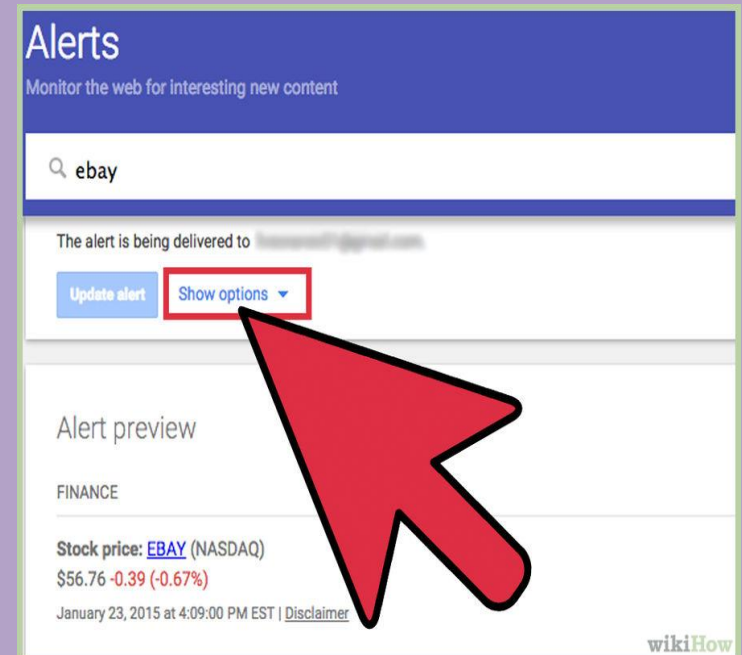 Alerts
Monitor the web for interesting new content
ebay
The alert is being delivered to
Update alert
Show options
Alert preview
FINANCE
Stock price: EBAY (NASDAQ)
$56.76 -0.39 (-0.67%)
January 23, 2015 at 4:09:00 PM EST | Disclaimer
wikiHow